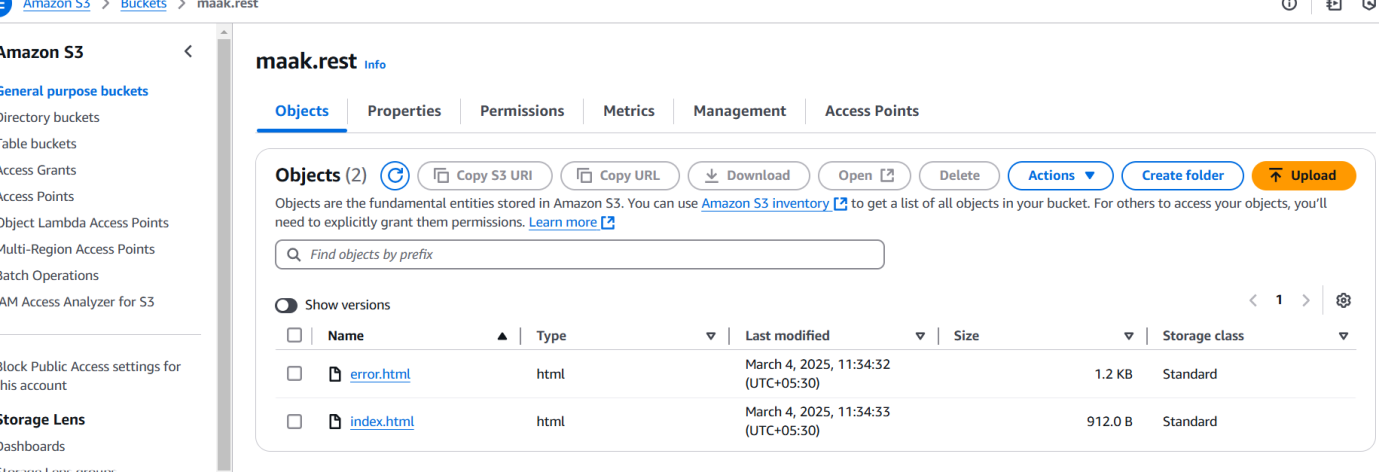 Amazon S3 > Buckets > maak.rest
Amazon S3
General purpose buckets
Directory buckets
Table buckets
Access Grants
Access Points
Object Lambda Access Points
Multi-Region Access Points
Batch Operations
IAM Access Analyzer for S3
Block Public Access settings for
this account
Storage Lens
Dashboards
Storage Lens groups
maak.rest Info
Objects Properties Permissions Metrics Management Access Points
Objects (2) Copy S3 URI Copy URL Download Open Delete Actions Create folder Upload
Objects are the fundamental entities stored in Amazon S3. You can use Amazon S3 inventory to get a list of all objects in your bucket. For others to access your objects, you'll
need to explicitly grant them permissions. Learn more
Find objects by prefix
Show versions
1
Name Type Last modified Size Storage class
error.html html March 4, 2025, 11:34:32 (UTC+05:30) 1.2 KB Standard
index.html html March 4, 2025, 11:34:33 (UTC+05:30) 912.0 B Standard